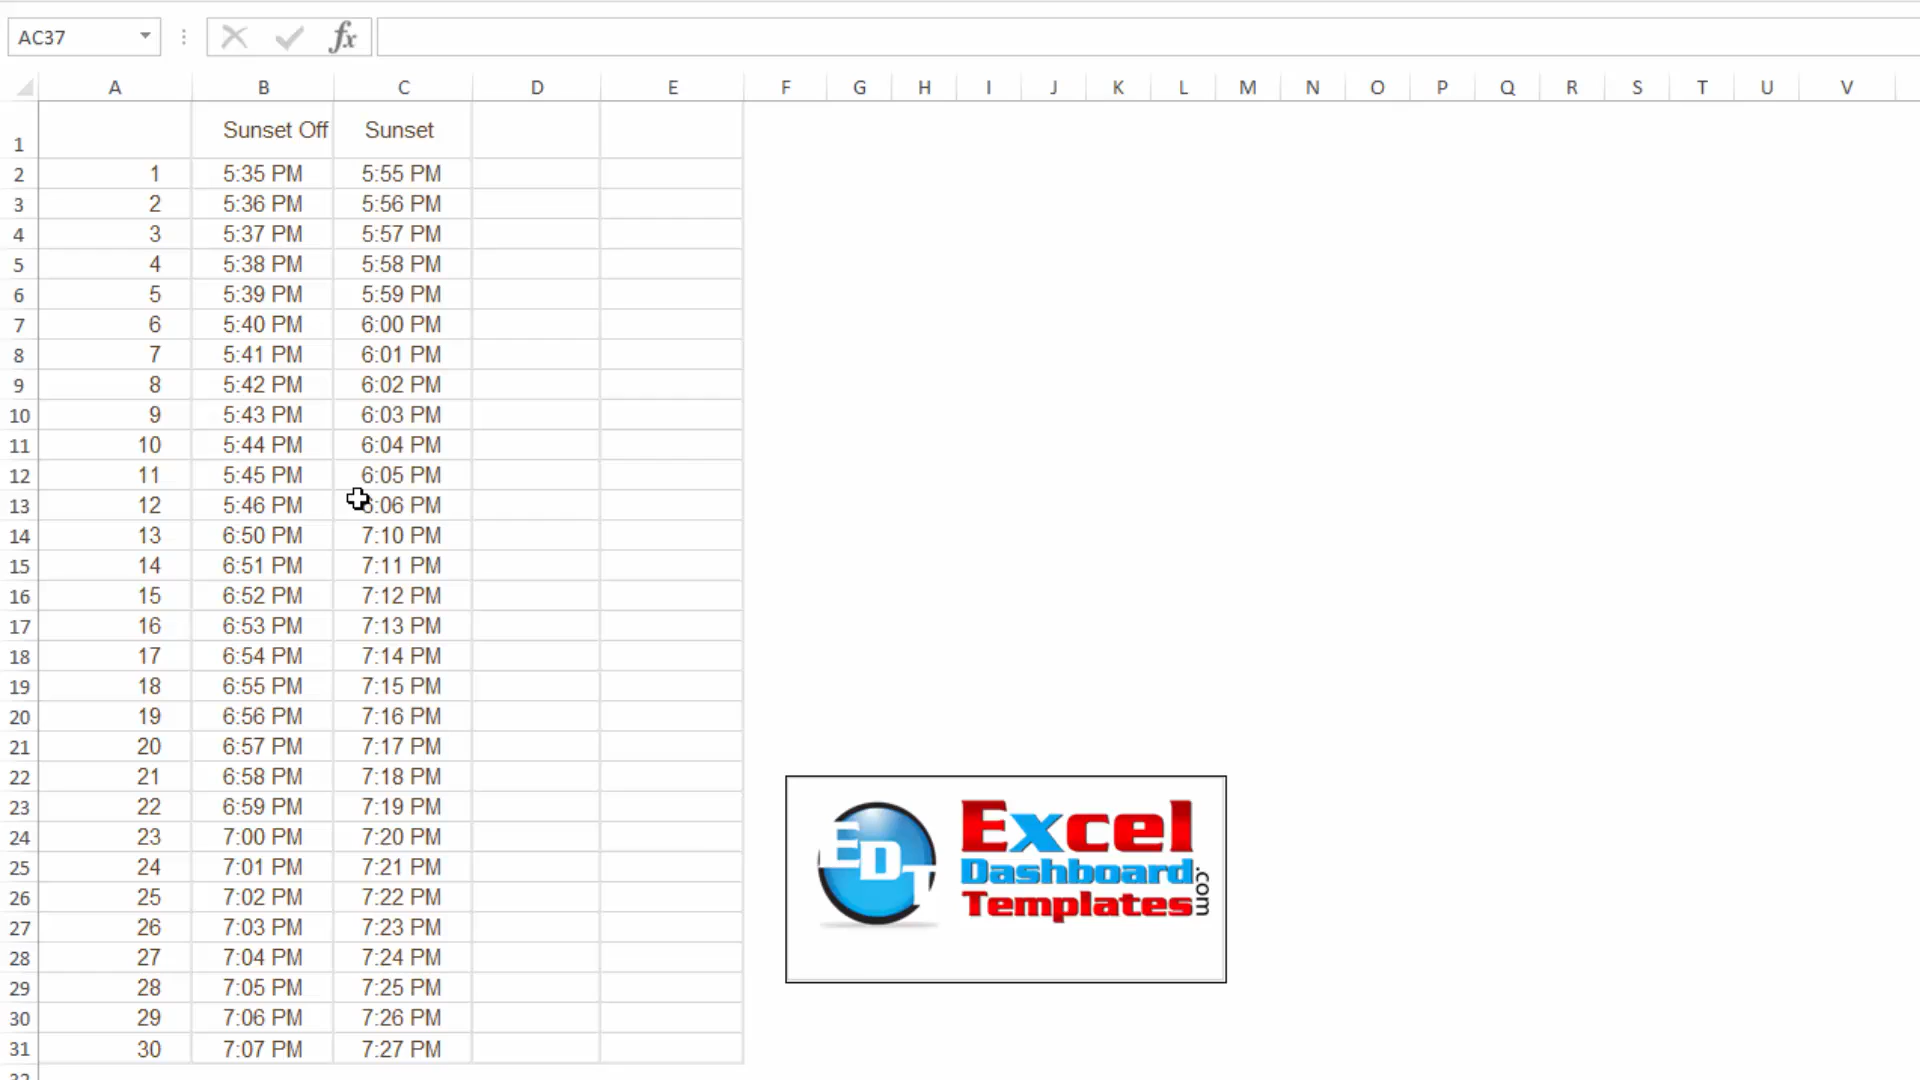 AC37
fx
A B C D E F G H I J K L M N O P Q R S T U V
1 Sunset Off Sunset
2 1 5:35 PM 5:55 PM
3 2 5:36 PM 5:56 PM
4 3 5:37 PM 5:57 PM
5 4 5:38 PM 5:58 PM
6 5 5:39 PM 5:59 PM
7 6 5:40 PM 6:00 PM
8 7 5:41 PM 6:01 PM
9 8 5:42 PM 6:02 PM
10 9 5:43 PM 6:03 PM
11 10 5:44 PM 6:04 PM
12 11 5:45 PM 6:05 PM
13 12 5:46 PM 6:06 PM
14 13 6:50 PM 7:10 PM
15 14 6:51 PM 7:11 PM
16 15 6:52 PM 7:12 PM
17 16 6:53 PM 7:13 PM
18 17 6:54 PM 7:14 PM
19 18 6:55 PM 7:15 PM
20 19 6:56 PM 7:16 PM
21 20 6:57 PM 7:17 PM
22 21 6:58 PM 7:18 PM
23 22 6:59 PM 7:19 PM
24 23 7:00 PM 7:20 PM
25 24 7:01 PM 7:21 PM
26 25 7:02 PM 7:22 PM
27 26 7:03 PM 7:23 PM
28 27 7:04 PM 7:24 PM
29 28 7:05 PM 7:25 PM
30 29 7:06 PM 7:26 PM
31 30 7:07 PM 7:27 PM
32
EDT
Excel
Dashboard
Templates
.com